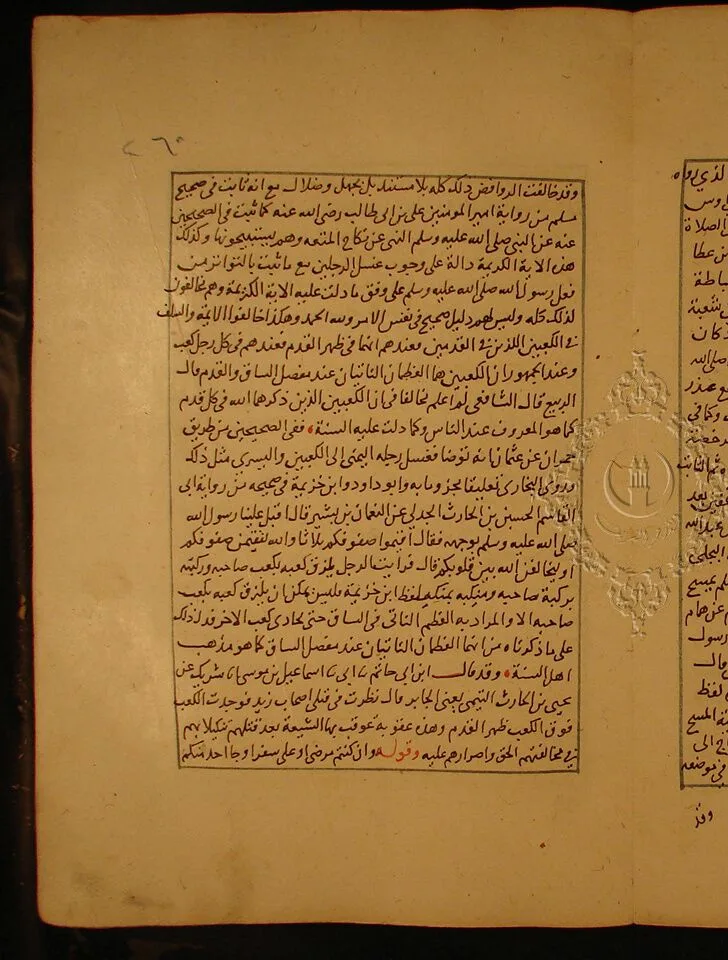 ٢٦٥
وقد خالفت الروافض ذلك كله بلا مستند بل بجهل وضلال مع انه ثابت في صحيح
مسلم من رواية امير المومنين علي بن ابي طالب رضي الله عنه كما ثبت في الصحيحين
عنه عن النبي صلى الله عليه وسلم النهي عن نكاح المتعه وهم يستبيحونها وكذلك
هذه الاية الكريمة دالة على وجوب غسل الرجلين مع ما ثبت بالتواتر من
فعل رسول الله صلى الله عليه وسلم على وفق ما دلت عليه الاية الكريمة وهم مخالفون
لذلك كله وليس لهم دليل صحيح في نفس الامر ولله الحمد وهكذا خالفوا الايمة والسلف
في الكعبين اللذين في القدمين فعندهم انهما في ظهر القدم فعندهم في كل رجل كعب
وعند الجمهور ان الكعبين هما العظمان الناتيان عند مفصل الساق والقدم قال
الربيع قال الشافعي لم اعلم مخالفا في ان الكعبين الذين ذكرهما الله في كل قدم
كما هو المعروف عند الناس وكما دلت عليه السنة ففي الصحيحين من طريق
حمران عن عثمان انه توضا فغسل رجله اليمنى الى الكعبين واليسرى مثل ذلك
وروى البخاري تعليقا مجزوما به وابو داود وابن خزيمة في صحيحه من رواية ابي
القاسم الحسين بن الحارث الجدلي عن النعمان بن بشير قال اقبل علينا رسول الله
صلى الله عليه وسلم بوجهه فقال اقيموا صفوفكم ثلاثا والله لتقيمن صفوفكم
او ليخالفن الله بين قلوبكم قال فرايت الرجل يلزق كعبه بكعب صاحبه وركبته
بركبة صاحبه ومنكبه بمنكبه لفظ ابن خزيمة فليس يمكن ان يلزق كعبه بكعب
صاحبه الا والمراد به العظم الناتي في الساق حتى يحاذي كعب الاخر فدل ذلك
على ما ذكرناه من انهما العظمان الناتيان عند مفصل الساق كما هو مذهب
اهل السنة وقد قال ابن ابي حاتم ثنا ابي ثنا اسماعيل بن موسى انا شريك عن
يحيى بن الحارث التيمي يعني الجابر قال نظرت في قتلى اصحاب زيد فوجدت الكعب
فوق الكعب ظهر القدم وهذه عقوبة عوقب بها الشيعة بعد قتلهم تنكيلا بهم
في مخالفتهم الحق واصرارهم عليه وقوله وان كنتم مرضى او على سفر او جا احد منكم